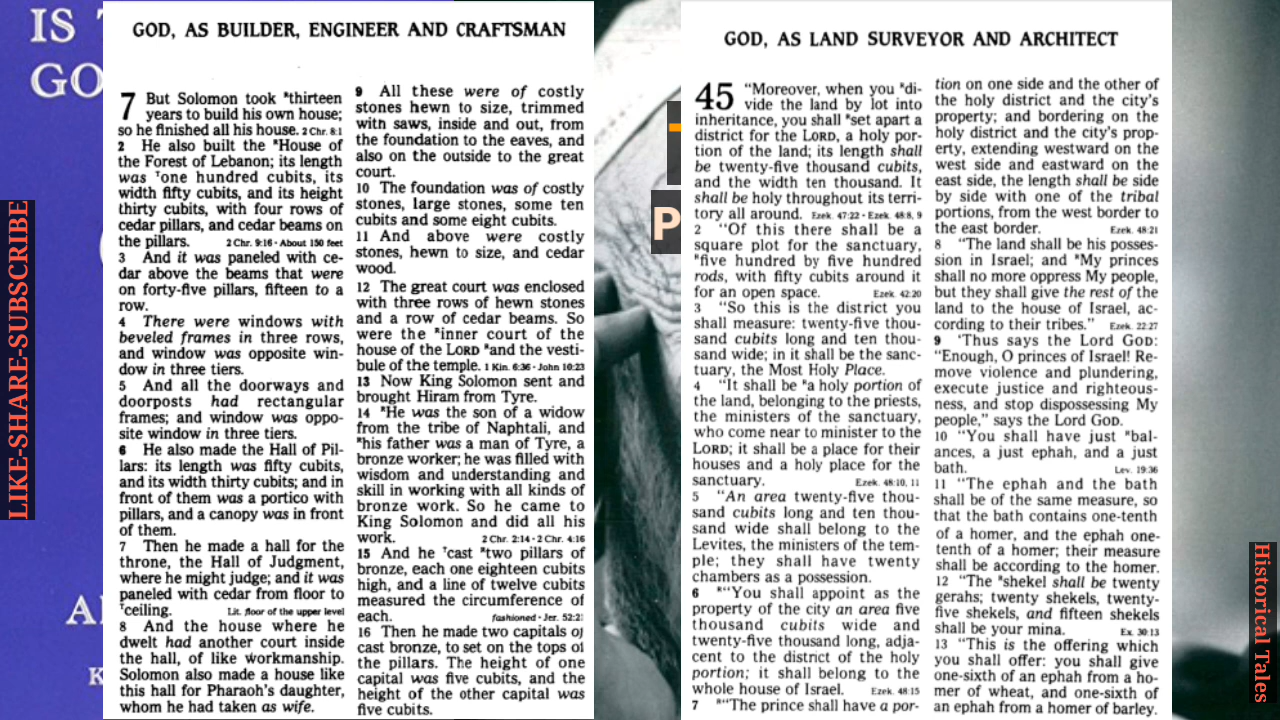 IS
GO
LIKE-SHARE-SUBSCRIBE
GOD, AS BUILDER, ENGINEER AND CRAFTSMAN
7 But Solomon took *thirteen
years to build his own house;
so he finished all his house. 2 Chr. 8:1
2 He also built the *House of
the Forest of Lebanon; its length
was ᵀone hundred cubits, its
width fifty cubits, and its height
thirty cubits, with four rows of
cedar pillars, and cedar beams on
the pillars. 2 Chr. 9:16 · About 150 feet
3 And it was paneled with ce-
dar above the beams that were
on forty-five pillars, fifteen to a
row.
4 There were windows with
beveled frames in three rows,
and window was opposite win-
dow in three tiers.
5 And all the doorways and
doorposts had rectangular
frames; and window was oppo-
site window in three tiers.
6 He also made the Hall of Pil-
lars: its length was fifty cubits,
and its width thirty cubits; and in
front of them was a portico with
pillars, and a canopy was in front
of them.
7 Then he made a hall for the
throne, the Hall of Judgment,
where he might judge; and it was
paneled with cedar from floor to
ᵀceiling. Lit. floor of the upper level
8 And the house where he
dwelt had another court inside
the hall, of like workmanship.
Solomon also made a house like
this hall for Pharaoh's daughter,
whom he had taken as wife.
9 All these were of costly
stones hewn to size, trimmed
with saws, inside and out, from
the foundation to the eaves, and
also on the outside to the great
court.
10 The foundation was of costly
stones, large stones, some ten
cubits and some eight cubits.
11 And above were costly
stones, hewn to size, and cedar
wood.
12 The great court was enclosed
with three rows of hewn stones
and a row of cedar beams. So
were the *inner court of the
house of the LORD *and the vesti-
bule of the temple. 1 Kin. 6:36 · John 10:23
13 Now King Solomon sent and
brought Hiram from Tyre.
14 *He was the son of a widow
from the tribe of Naphtali, and
*his father was a man of Tyre, a
bronze worker; he was filled with
wisdom and understanding and
skill in working with all kinds of
bronze work. So he came to
King Solomon and did all his
work. 2 Chr. 2:14 · 2 Chr. 4:16
15 And he ᵀcast *two pillars of
bronze, each one eighteen cubits
high, and a line of twelve cubits
measured the circumference of
each. fashioned · Jer. 52:2
16 Then he made two capitals of
cast bronze, to set on the tops of
the pillars. The height of one
capital was five cubits, and the
height of the other capital was
five cubits.
P
GOD, AS LAND SURVEYOR AND ARCHITECT
45 "Moreover, when you *di-
vide the land by lot into
inheritance, you shall *set apart a
district for the LORD, a holy por-
tion of the land; its length shall
be twenty-five thousand cubits,
and the width ten thousand. It
shall be holy throughout its terri-
tory all around. Ezek. 47:22 · Ezek. 48:8, 9
2 "Of this there shall be a
square plot for the sanctuary,
*five hundred by five hundred
rods, with fifty cubits around it
for an open space. Ezek. 42:20
3 "So this is the district you
shall measure: twenty-five thou-
sand cubits long and ten thou-
sand wide; in it shall be the sanc-
tuary, the Most Holy Place.
4 "It shall be *a holy portion of
the land, belonging to the priests,
the ministers of the sanctuary,
who come near to minister to the
LORD; it shall be a place for their
houses and a holy place for the
sanctuary. Ezek. 48:10, 11
5 "An area twenty-five thou-
sand cubits long and ten thou-
sand wide shall belong to the
Levites, the ministers of the tem-
ple; they shall have twenty
chambers as a possession.
6 *"You shall appoint as the
property of the city an area five
thousand cubits wide and
twenty-five thousand long, adja-
cent to the district of the holy
portion; it shall belong to the
whole house of Israel. Ezek. 48:15
7 *"The prince shall have a por-
tion on one side and the other of
the holy district and the city's
property; and bordering on the
holy district and the city's prop-
erty, extending westward on the
west side and eastward on the
east side, the length shall be side
by side with one of the tribal
portions, from the west border to
the east border. Ezek. 48:21
8 "The land shall be his posses-
sion in Israel; and *My princes
shall no more oppress My people,
but they shall give the rest of the
land to the house of Israel, ac-
cording to their tribes." Ezek. 22:27
9 'Thus says the Lord GOD:
"Enough, O princes of Israel! Re-
move violence and plundering,
execute justice and righteous-
ness, and stop dispossessing My
people," says the Lord GOD.
10 "You shall have just *bal-
ances, a just ephah, and a just
bath. Lev. 19:36
11 "The ephah and the bath
shall be of the same measure, so
that the bath contains one-tenth
of a homer, and the ephah one-
tenth of a homer; their measure
shall be according to the homer.
12 "The *shekel shall be twenty
gerahs; twenty shekels, twenty-
five shekels, and fifteen shekels
shall be your mina. Ex. 30:13
13 "This is the offering which
you shall offer: you shall give
one-sixth of an ephah from a ho-
mer of wheat, and one-sixth of
an ephah from a homer of barley.
Historical Tales